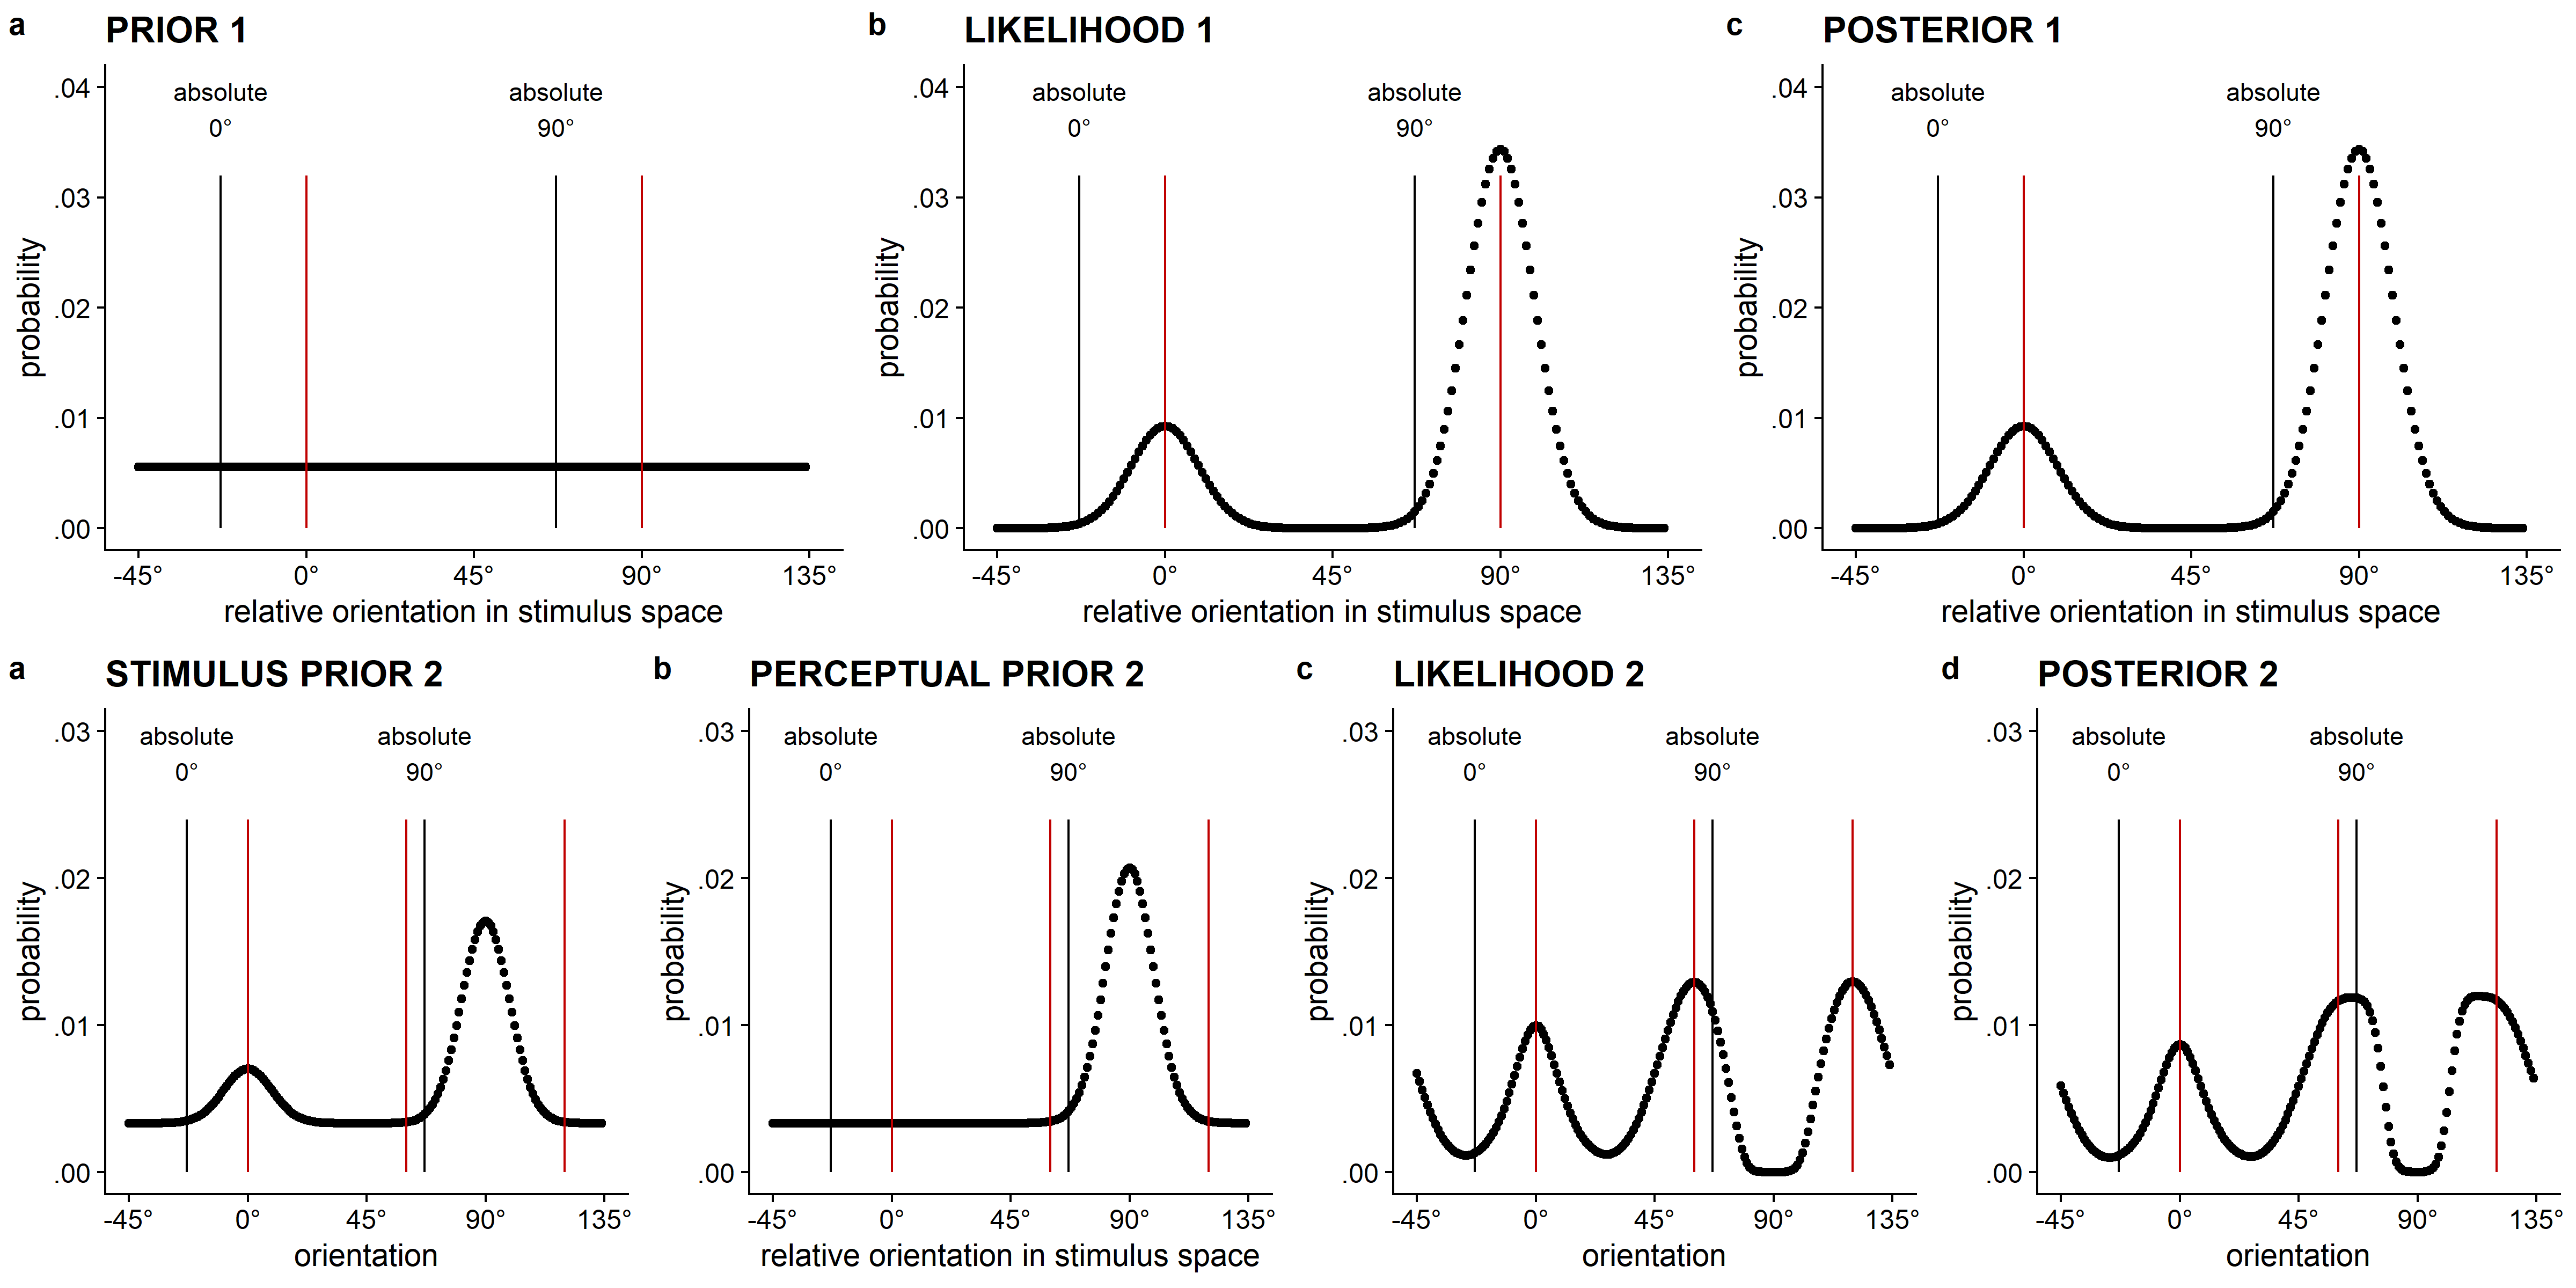 a PRIOR 1
absolute
0°
absolute
90°
.04
.03
.02
.01
.00
probability
-45° 0° 45° 90° 135°
relative orientation in stimulus space
b LIKELIHOOD 1
absolute
0°
absolute
90°
.04
.03
.02
.01
.00
probability
-45° 0° 45° 90° 135°
relative orientation in stimulus space
c POSTERIOR 1
absolute
0°
absolute
90°
.04
.03
.02
.01
.00
probability
-45° 0° 45° 90° 135°
relative orientation in stimulus space
a STIMULUS PRIOR 2
absolute
0°
absolute
90°
.03
.02
.01
.00
probability
-45° 0° 45° 90° 135°
orientation
b PERCEPTUAL PRIOR 2
absolute
0°
absolute
90°
.03
.02
.01
.00
probability
-45° 0° 45° 90° 135°
relative orientation in stimulus space
c LIKELIHOOD 2
absolute
0°
absolute
90°
.03
.02
.01
.00
probability
-45° 0° 45° 90° 135°
orientation
d POSTERIOR 2
absolute
0°
absolute
90°
.03
.02
.01
.00
probability
-45° 0° 45° 90° 135°
orientation